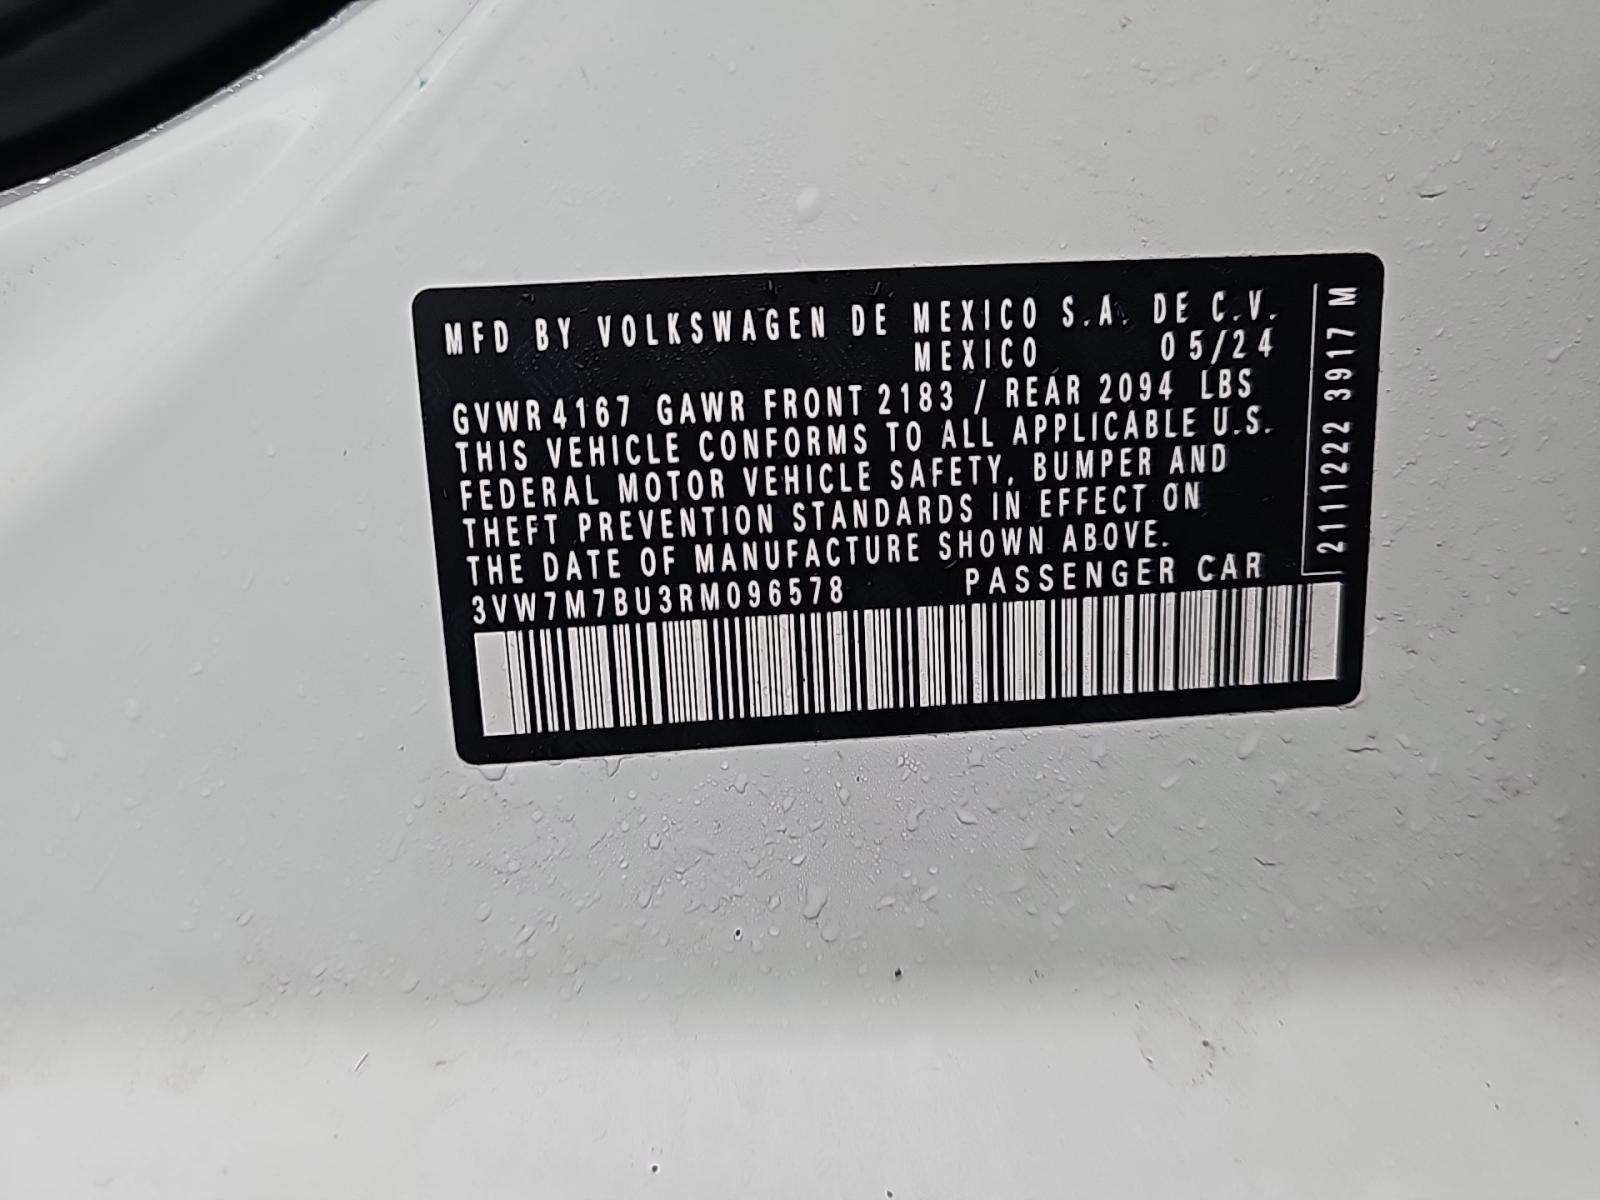 MFD BY VOLKSWAGEN DE MEXICO S.A. DE C.V.
MEXICO 05/24
GVWR 4167 GAWR FRONT 2183 / REAR 2094 LBS
THIS VEHICLE CONFORMS TO ALL APPLICABLE U.S.
FEDERAL MOTOR VEHICLE SAFETY, BUMPER AND
THEFT PREVENTION STANDARDS IN EFFECT ON
THE DATE OF MANUFACTURE SHOWN ABOVE.
3VW7M7BU3RM096578 PASSENGER CAR
2111222 3917 M